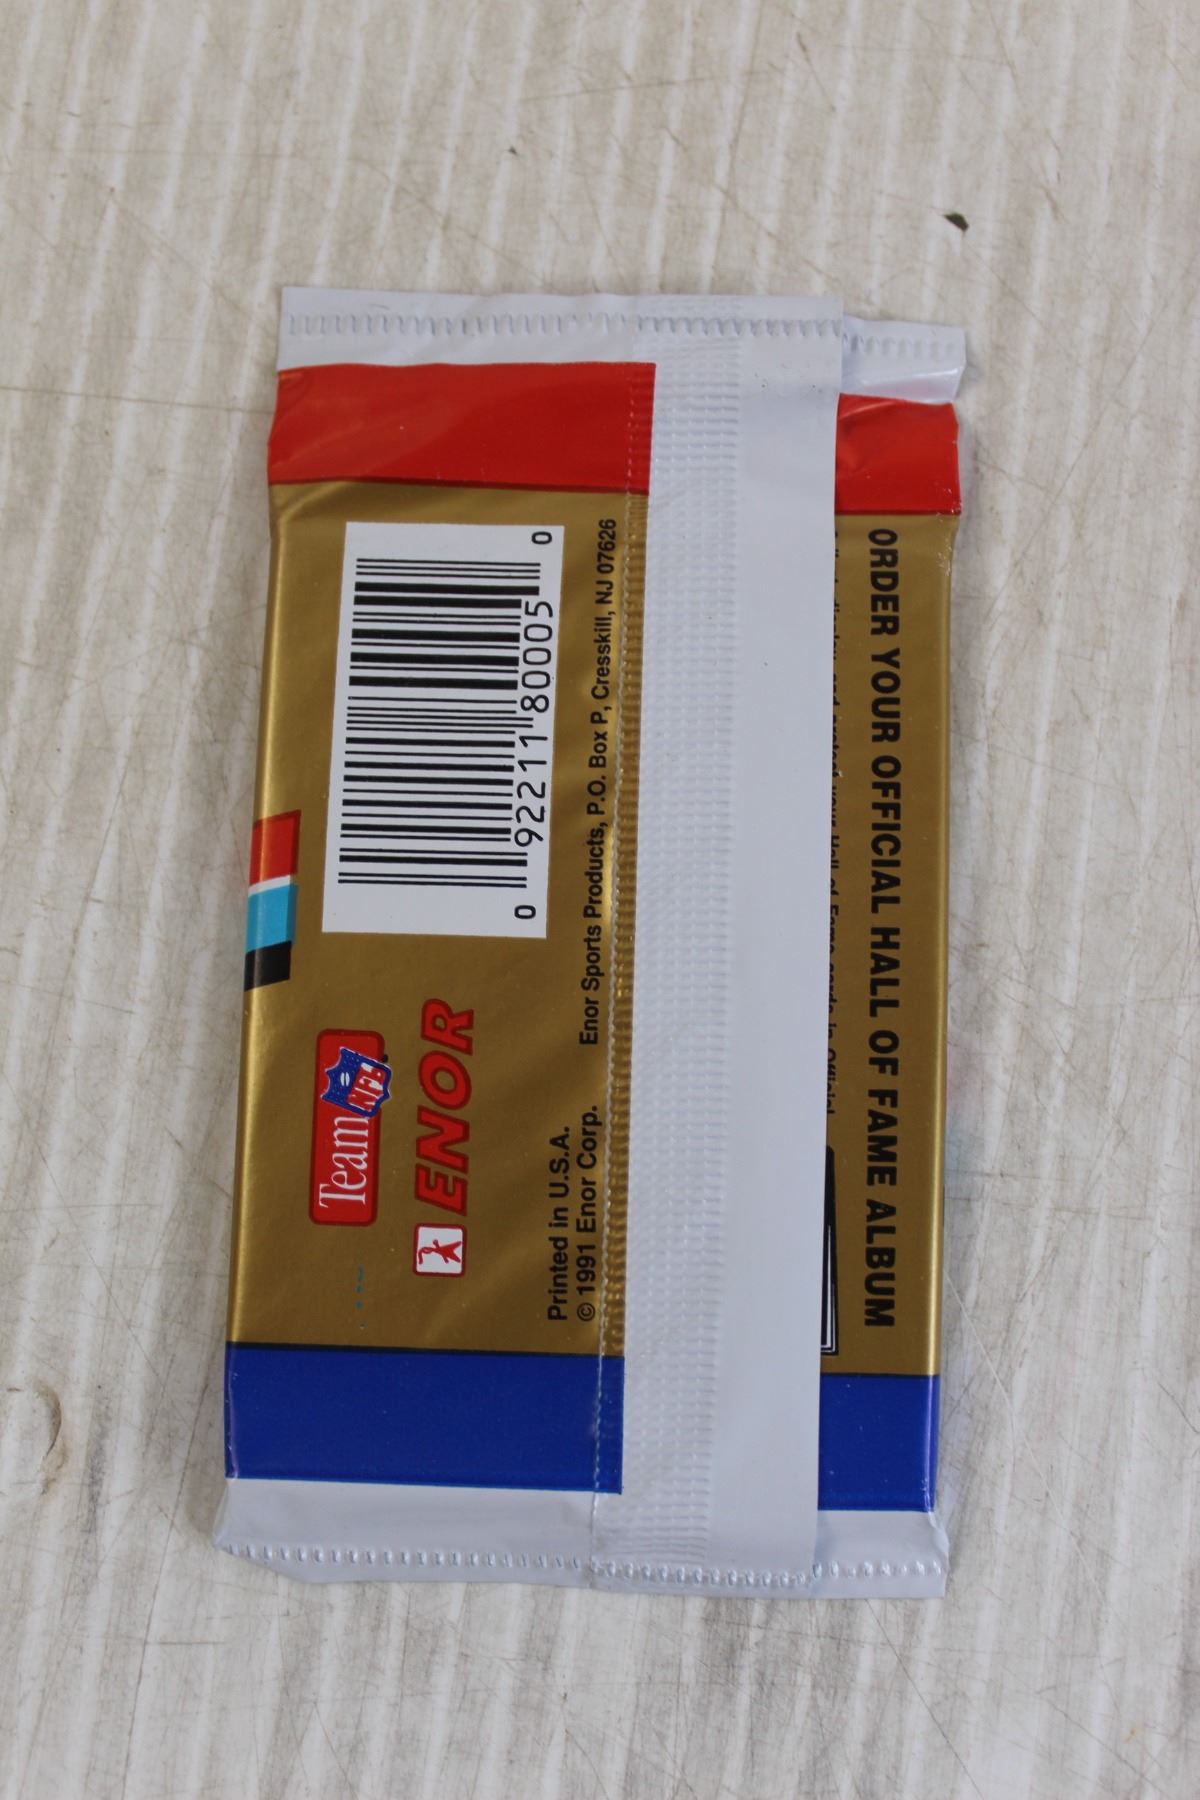 Team NFL
ENOR
0 92211 80005 0
Printed in U.S.A.
© 1991 Enor Corp. Enor Sports Products, P.O. Box P, Cresskill, NJ 07626
ORDER YOUR OFFICIAL HALL OF FAME ALBUM